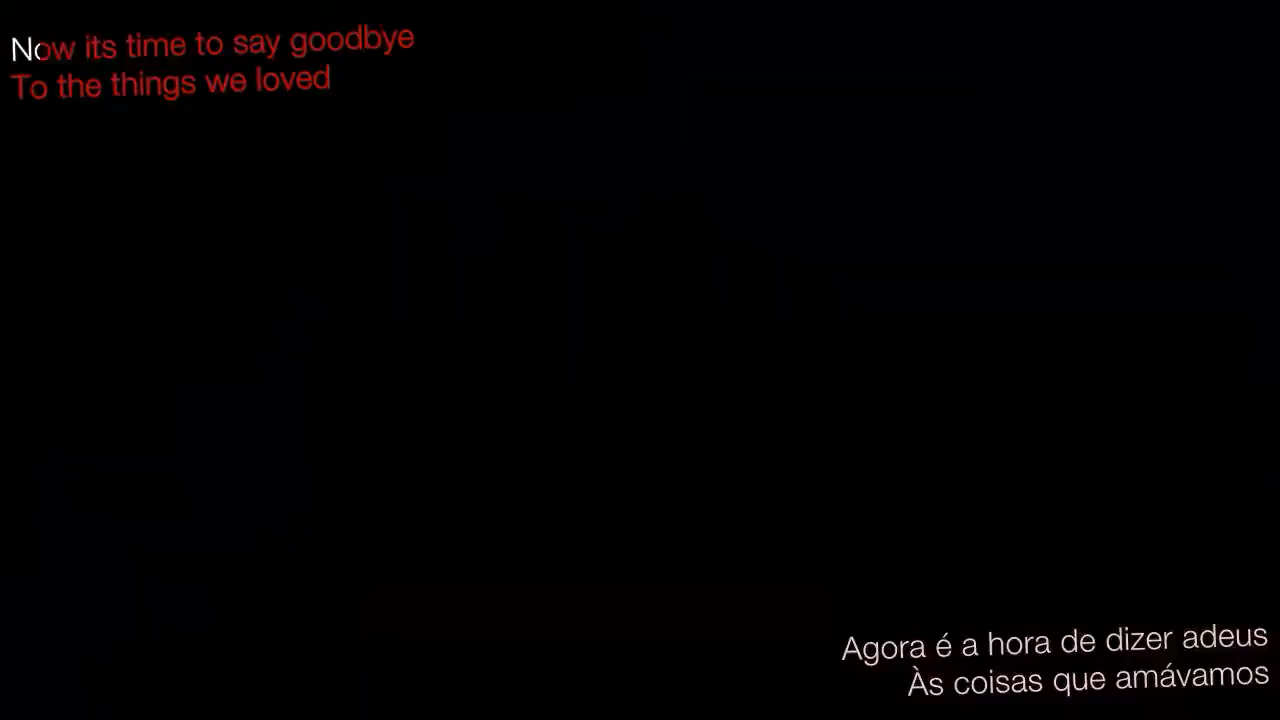 Now its time to say goodbye
To the things we loved
Agora é a hora de dizer adeus
Às coisas que amávamos